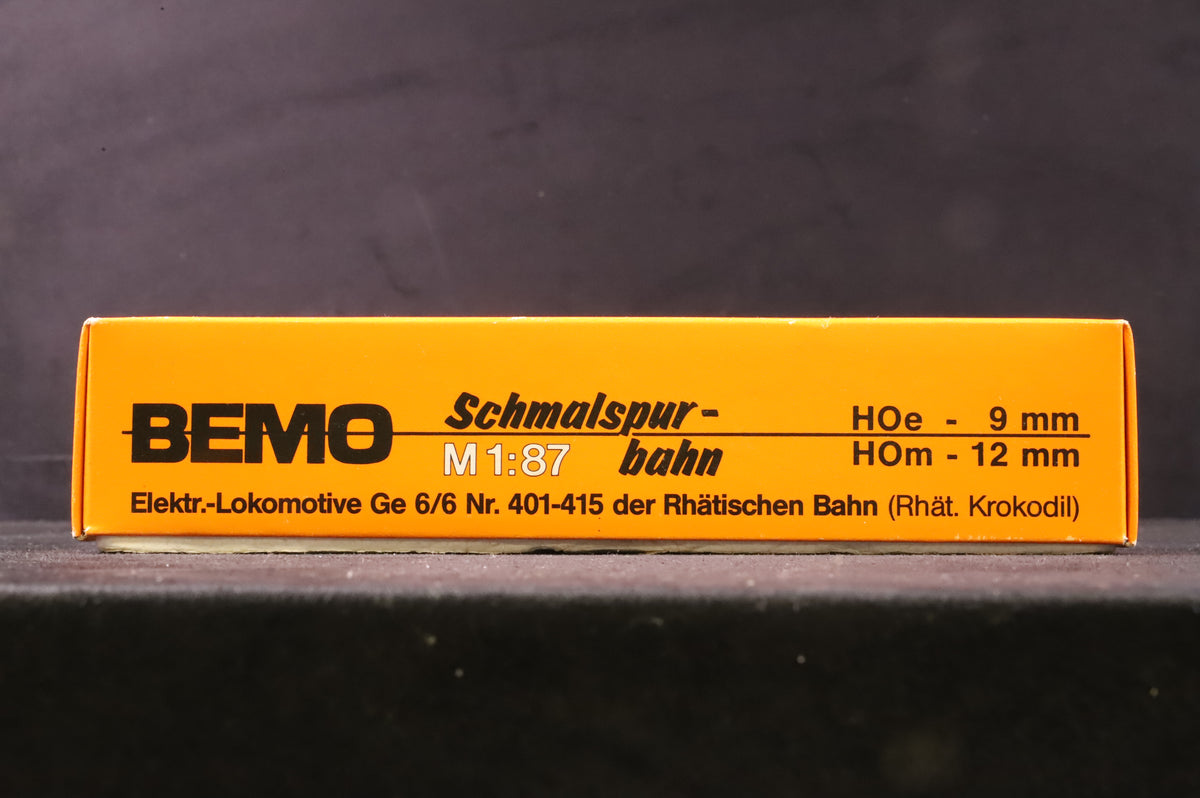 BEMO
Schmalspur-
bahn
M 1:87
HOe - 9 mm
HOm - 12 mm
Elektr.-Lokomotive Ge 6/6 Nr. 401-415 der Rhätischen Bahn (Rhät. Krokodil)